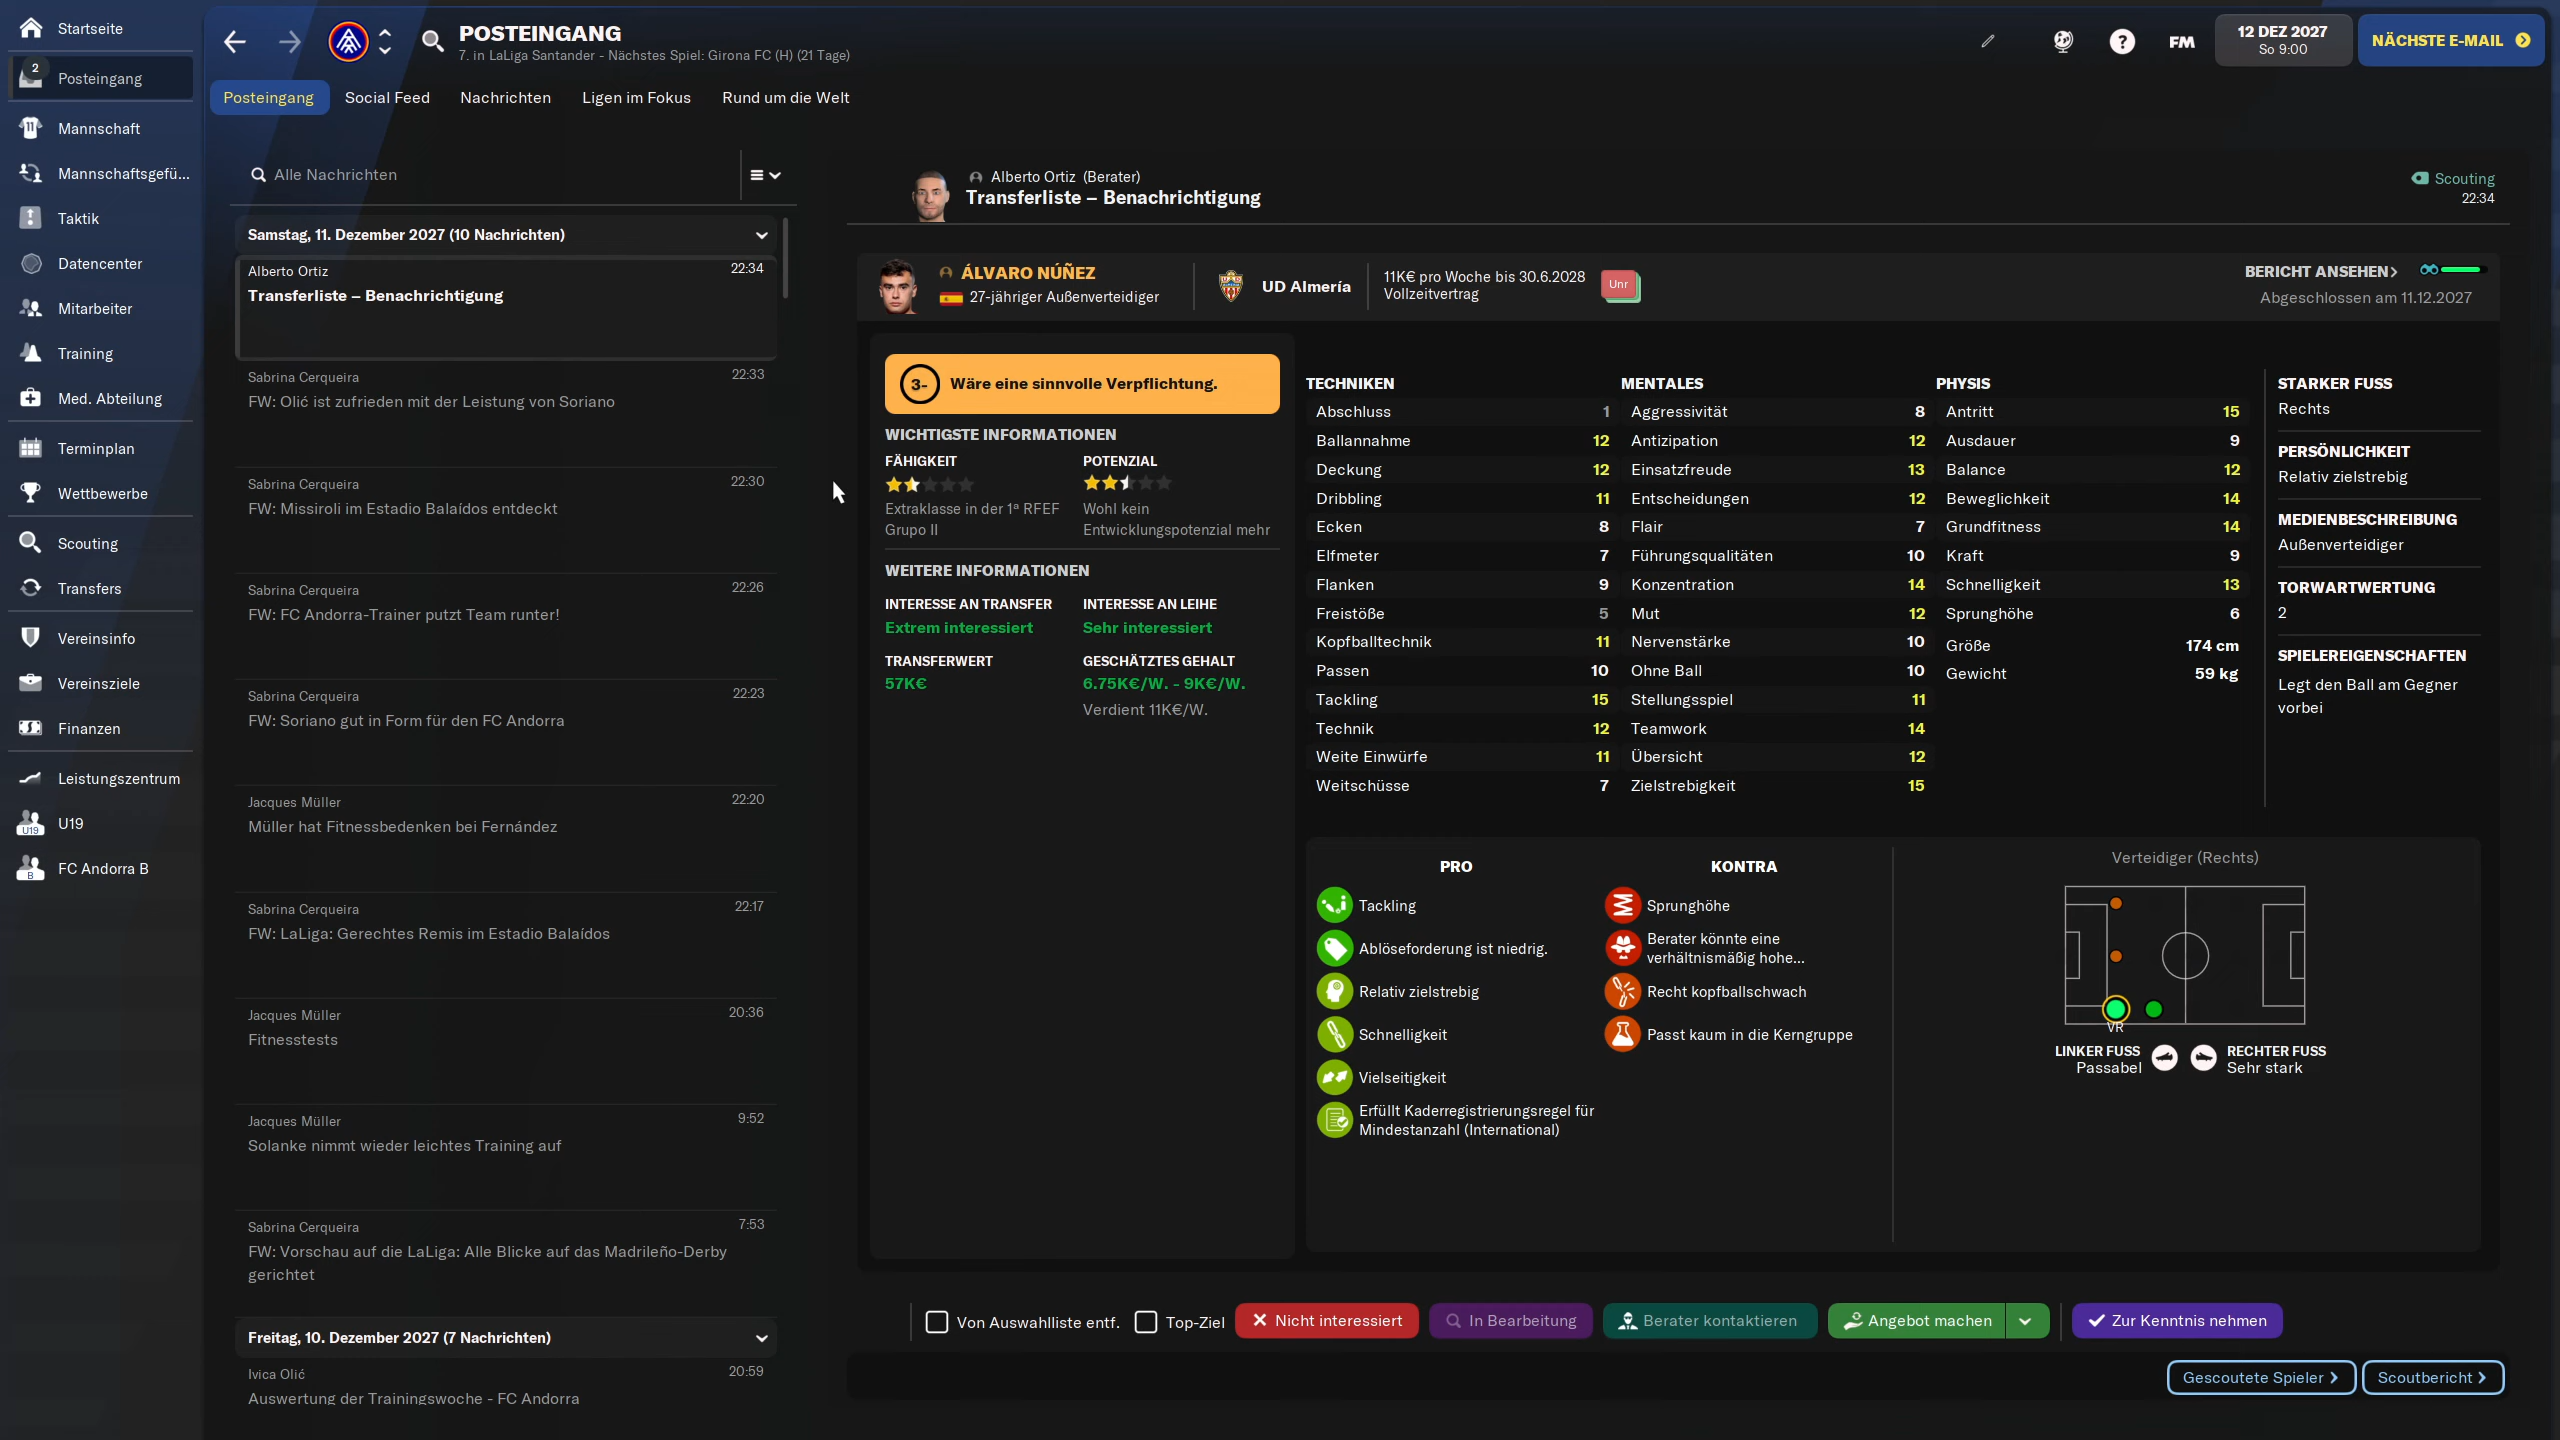 Startseite
2
Posteingang
Mannschaft
Mannschaftsgefü...
Taktik
Datencenter
Mitarbeiter
Training
Med. Abteilung
Terminplan
Wettbewerbe
Scouting
Transfers
Vereinsinfo
Vereinsziele
Finanzen
Leistungszentrum
U19
U19
B
FC Andorra B
POSTEINGANG
7. in LaLiga Santander - Nächstes Spiel: Girona FC (H) (21 Tage)
FM
12 DEZ 2027
So 9:00
NÄCHSTE E-MAIL
Posteingang
Social Feed
Nachrichten
Ligen im Fokus
Rund um die Welt
Alle Nachrichten
Samstag, 11. Dezember 2027 (10 Nachrichten)
Alberto Ortiz 22:34
Transferliste – Benachrichtigung
Sabrina Cerqueira 22:33
FW: Olić ist zufrieden mit der Leistung von Soriano
Sabrina Cerqueira 22:30
FW: Missiroli im Estadio Balaídos entdeckt
Sabrina Cerqueira 22:26
FW: FC Andorra-Trainer putzt Team runter!
Sabrina Cerqueira 22:23
FW: Soriano gut in Form für den FC Andorra
Jacques Müller 22:20
Müller hat Fitnessbedenken bei Fernández
Sabrina Cerqueira 22:17
FW: LaLiga: Gerechtes Remis im Estadio Balaídos
Jacques Müller 20:36
Fitnesstests
Jacques Müller 9:52
Solanke nimmt wieder leichtes Training auf
Sabrina Cerqueira 7:53
FW: Vorschau auf die LaLiga: Alle Blicke auf das Madrileño-Derby
gerichtet
Freitag, 10. Dezember 2027 (7 Nachrichten)
Ivica Olić 20:59
Auswertung der Trainingswoche - FC Andorra
Alberto Ortiz (Berater)
Transferliste – Benachrichtigung
Scouting
22:34
ÁLVARO NÚÑEZ
27-jähriger Außenverteidiger
UD Almería
11K€ pro Woche bis 30.6.2028
Vollzeitvertrag
Unr
BERICHT ANSEHEN
Abgeschlossen am 11.12.2027
3-
Wäre eine sinnvolle Verpflichtung.
WICHTIGSTE INFORMATIONEN
FÄHIGKEIT
Extraklasse in der 1ª RFEF
Grupo II
POTENZIAL
Wohl kein
Entwicklungspotenzial mehr
WEITERE INFORMATIONEN
INTERESSE AN TRANSFER
Extrem interessiert
INTERESSE AN LEIHE
Sehr interessiert
TRANSFERWERT
57K€
GESCHÄTZTES GEHALT
6.75K€/W. - 9K€/W.
Verdient 11K€/W.
TECHNIKEN
Abschluss 1
Ballannahme 12
Deckung 12
Dribbling 11
Ecken 8
Elfmeter 7
Flanken 9
Freistöße 5
Kopfballtechnik 11
Passen 10
Tackling 15
Technik 12
Weite Einwürfe 11
Weitschüsse 7
MENTALES
Aggressivität 8
Antizipation 12
Einsatzfreude 13
Entscheidungen 12
Flair 7
Führungsqualitäten 10
Konzentration 14
Mut 12
Nervenstärke 10
Ohne Ball 10
Stellungsspiel 11
Teamwork 14
Übersicht 12
Zielstrebigkeit 15
PHYSIS
Antritt 15
Ausdauer 9
Balance 12
Beweglichkeit 14
Grundfitness 14
Kraft 9
Schnelligkeit 13
Sprunghöhe 6
Größe 174 cm
Gewicht 59 kg
STARKER FUSS
Rechts
PERSÖNLICHKEIT
Relativ zielstrebig
MEDIENBESCHREIBUNG
Außenverteidiger
TORWARTWERTUNG
2
SPIELEREIGENSCHAFTEN
Legt den Ball am Gegner
vorbei
PRO
Tackling
Ablöseforderung ist niedrig.
Relativ zielstrebig
Schnelligkeit
Vielseitigkeit
Erfüllt Kaderregistrierungsregel für
Mindestanzahl (International)
KONTRA
Sprunghöhe
Berater könnte eine
verhältnismäßig hohe...
Recht kopfballschwach
Passt kaum in die Kerngruppe
Verteidiger (Rechts)
VR
LINKER FUSS
Passabel
RECHTER FUSS
Sehr stark
Von Auswahlliste entf.
Top-Ziel
Nicht interessiert
In Bearbeitung
Berater kontaktieren
Angebot machen
Zur Kenntnis nehmen
Gescoutete Spieler
Scoutbericht